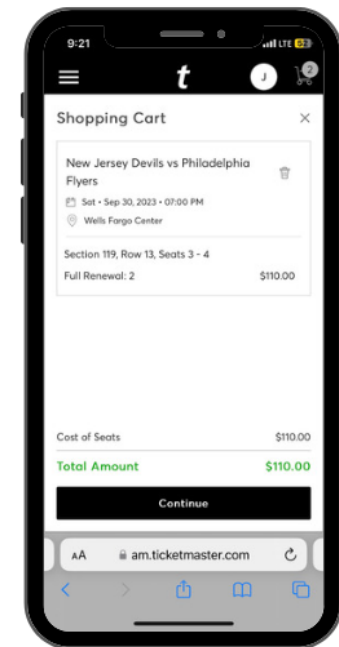 9:21
LTE 52
t
J
2
Shopping Cart
New Jersey Devils vs Philadelphia
Flyers
Sat • Sep 30, 2023 • 07:00 PM
Wells Fargo Center
Section 119, Row 13, Seats 3 - 4
Full Renewal: 2 $110.00
Cost of Seats $110.00
Total Amount $110.00
Continue
AA am.ticketmaster.com